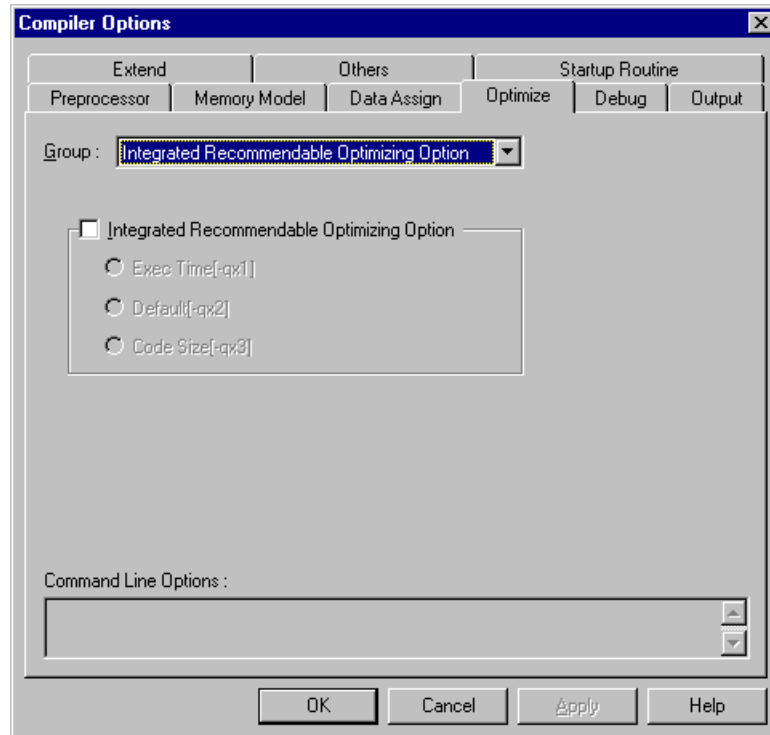 Compiler Options
Extend Others Startup Routine
Preprocessor Memory Model Data Assign Optimize Debug Output
Group : Integrated Recommendable Optimizing Option
Integrated Recommendable Optimizing Option
Exec Time[-qx1]
Default[-qx2]
Code Size[-qx3]
Command Line Options :
OK Cancel Apply Help